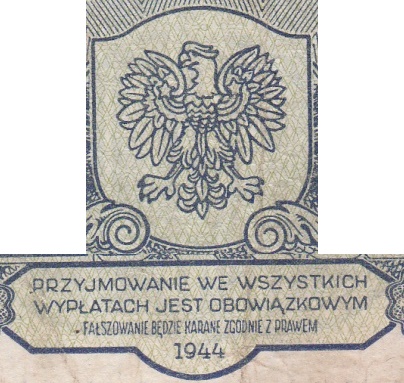 PRZYJMOWANIE WE WSZYSTKICH
WYPŁATACH JEST OBOWIĄZKOWYM
- FAŁSZOWANIE BĘDZIE KARANE ZGODNIE Z PRAWEM
1944